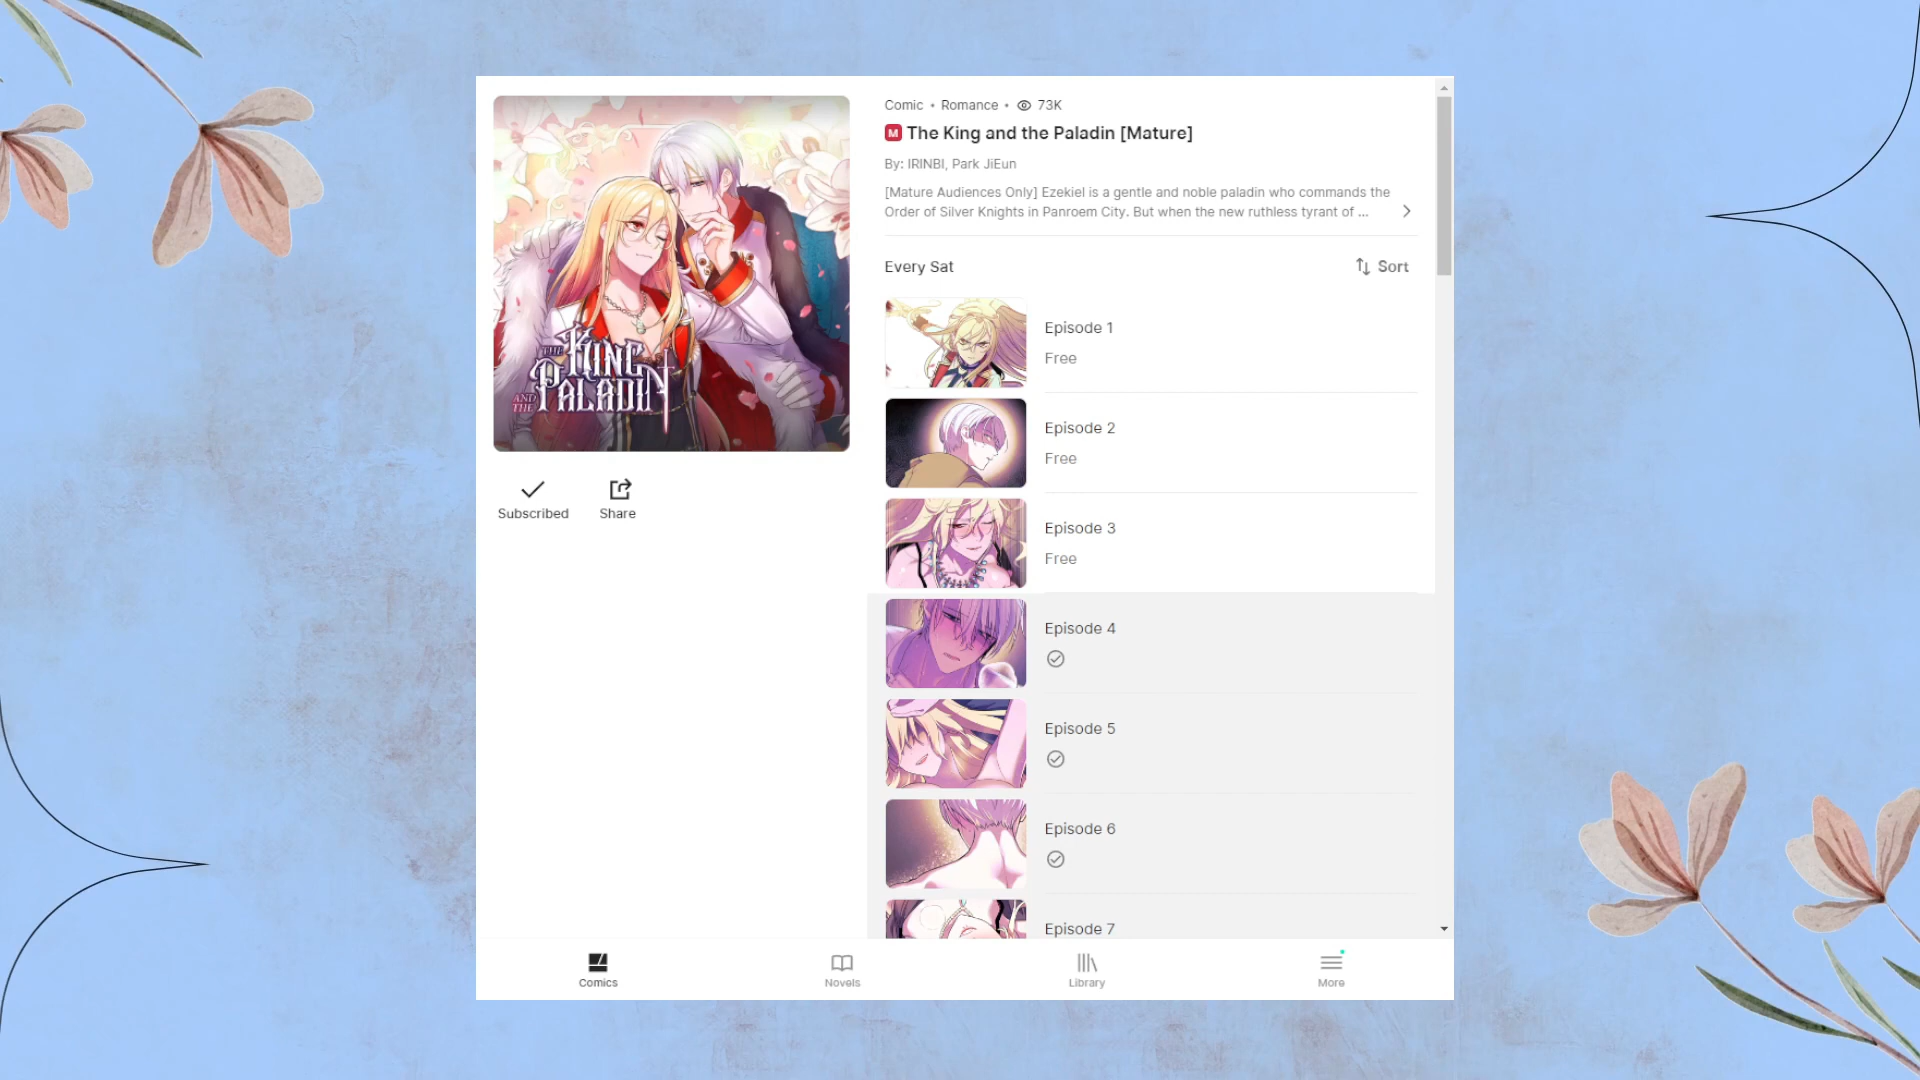 THE KING
AND THE PALADIN
Subscribed
Share
Comic • Romance • 73K
M The King and the Paladin [Mature]
By: IRINBI, Park JiEun
[Mature Audiences Only] Ezekiel is a gentle and noble paladin who commands the
Order of Silver Knights in Panroem City. But when the new ruthless tyrant of ...
Every Sat
Sort
Episode 1
Free
Episode 2
Free
Episode 3
Free
Episode 4
Episode 5
Episode 6
Episode 7
Comics
Novels
Library
More